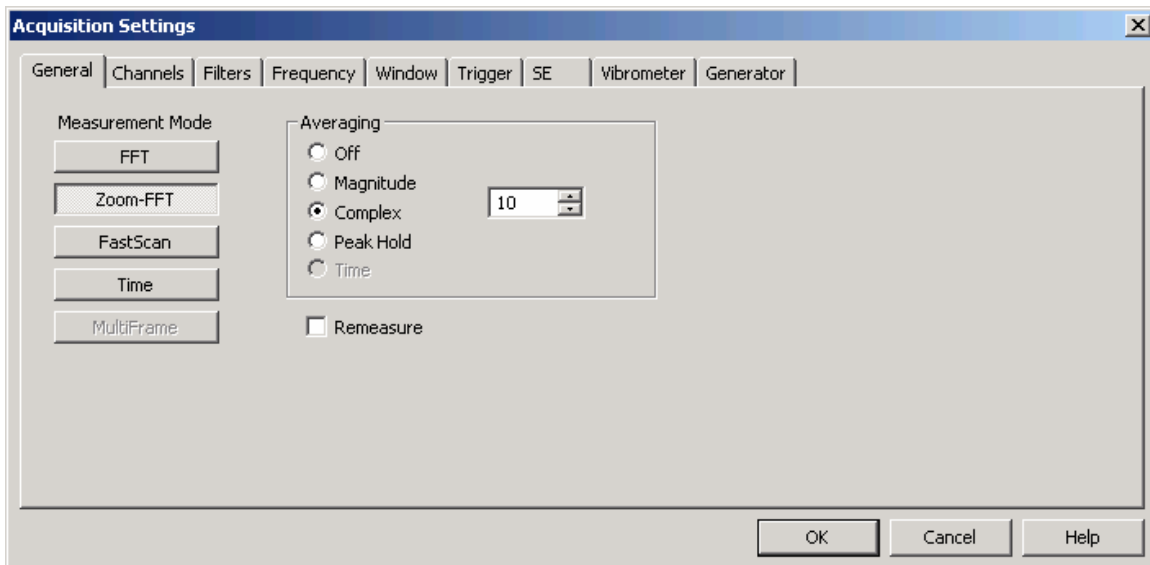 Acquisition Settings
General Channels Filters Frequency Window Trigger SE Vibrometer Generator
Measurement Mode
FFT
Zoom-FFT
FastScan
Time
MultiFrame
Averaging
Off
Magnitude
Complex
Peak Hold
Time
10
Remeasure
OK Cancel Help